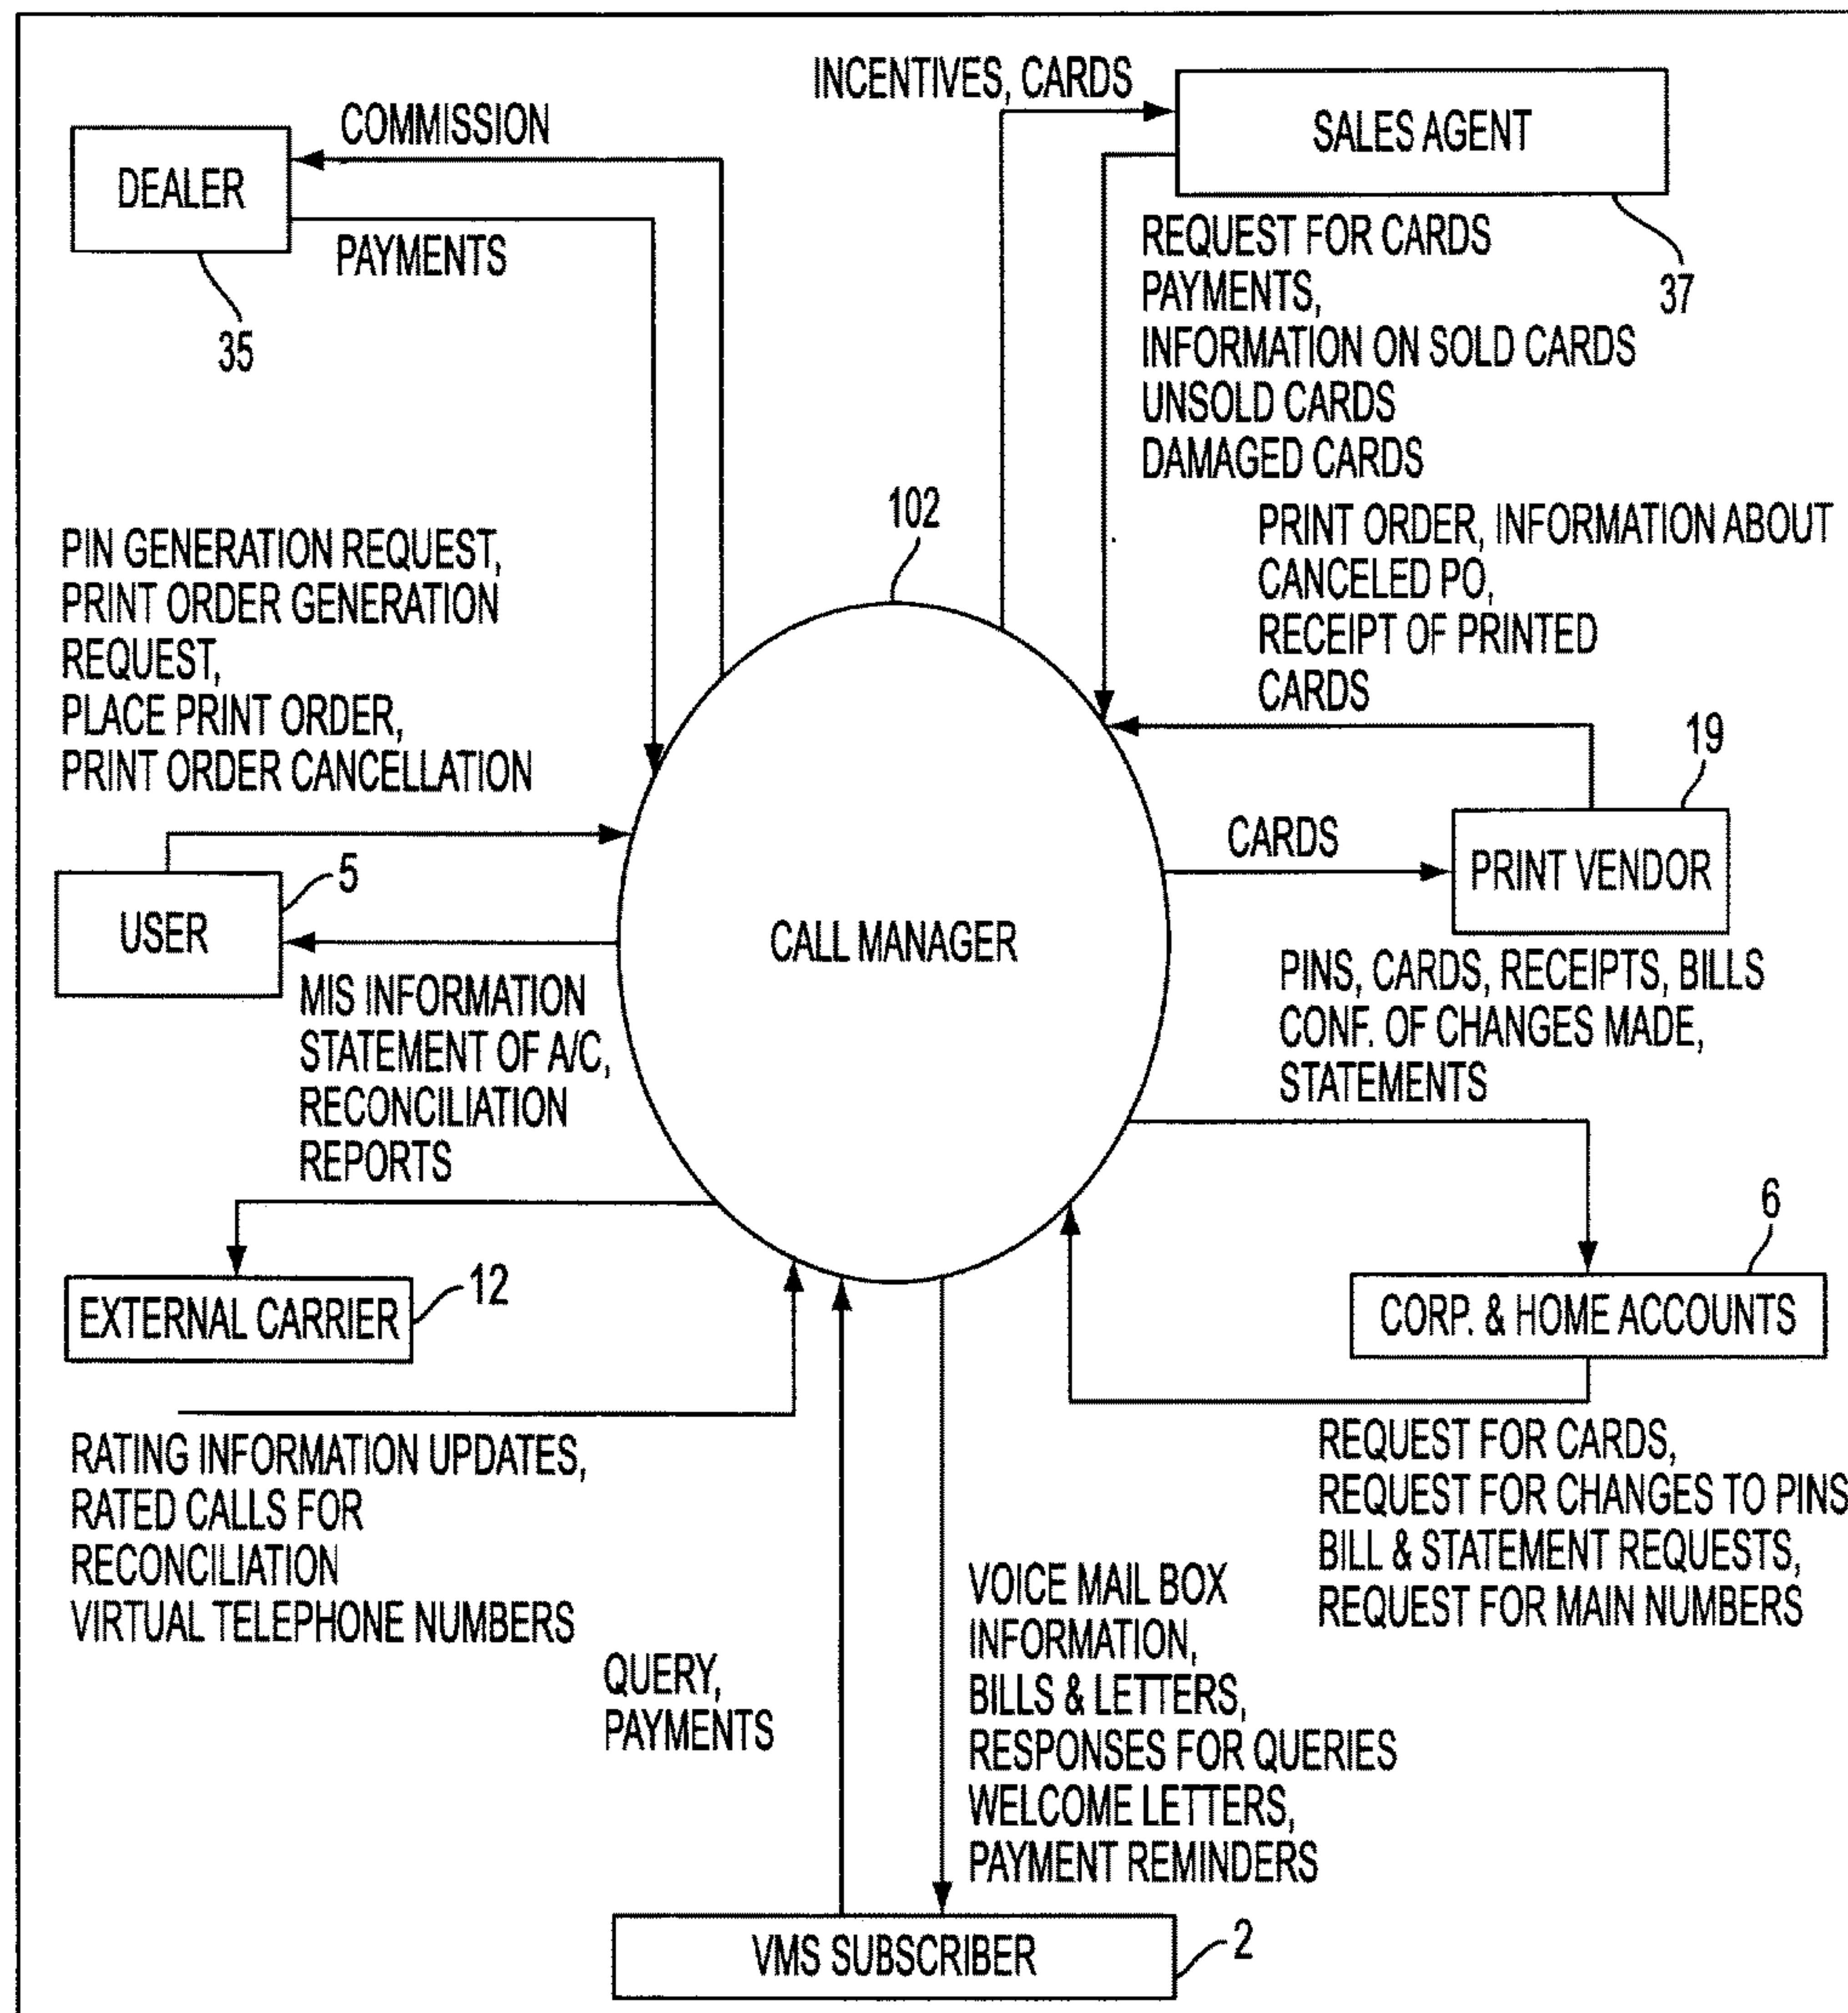 INCENTIVES, CARDS
SALES AGENT
37
COMMISSION
DEALER
PAYMENTS
35
REQUEST FOR CARDS
PAYMENTS,
INFORMATION ON SOLD CARDS
UNSOLD CARDS
DAMAGED CARDS
102
PRINT ORDER, INFORMATION ABOUT
CANCELED PO,
RECEIPT OF PRINTED
CARDS
PIN GENERATION REQUEST,
PRINT ORDER GENERATION
REQUEST,
PLACE PRINT ORDER,
PRINT ORDER CANCELLATION
19
CARDS
PRINT VENDOR
5
USER
CALL MANAGER
MIS INFORMATION
STATEMENT OF A/C,
RECONCILIATION
REPORTS
PINS, CARDS, RECEIPTS, BILLS
CONF. OF CHANGES MADE,
STATEMENTS
6
EXTERNAL CARRIER
12
CORP. & HOME ACCOUNTS
RATING INFORMATION UPDATES,
RATED CALLS FOR
RECONCILIATION
VIRTUAL TELEPHONE NUMBERS
REQUEST FOR CARDS,
REQUEST FOR CHANGES TO PINS
BILL & STATEMENT REQUESTS,
REQUEST FOR MAIN NUMBERS
QUERY,
PAYMENTS
VOICE MAIL BOX
INFORMATION,
BILLS & LETTERS,
RESPONSES FOR QUERIES
WELCOME LETTERS,
PAYMENT REMINDERS
VMS SUBSCRIBER
2